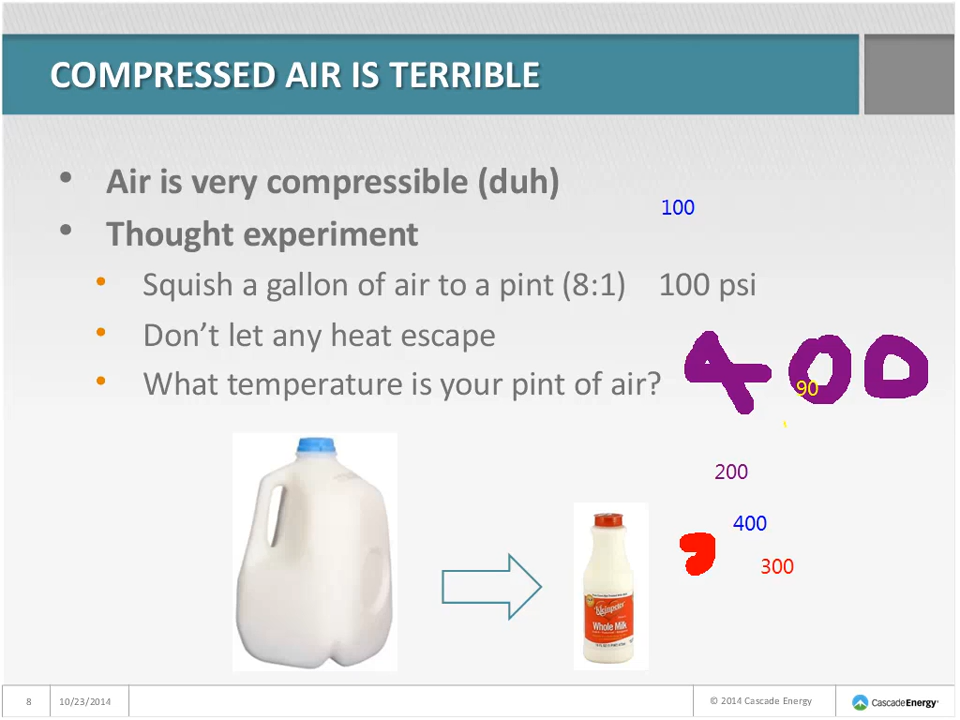 COMPRESSED AIR IS TERRIBLE
• Air is very compressible (duh)
100
• Thought experiment
• Squish a gallon of air to a pint (8:1) 100 psi
• Don’t let any heat escape
• What temperature is your pint of air?
400
90
200
400
300
Kleinpeter
Whole Milk
8 10/23/2014 © 2014 Cascade Energy CascadeEnergy